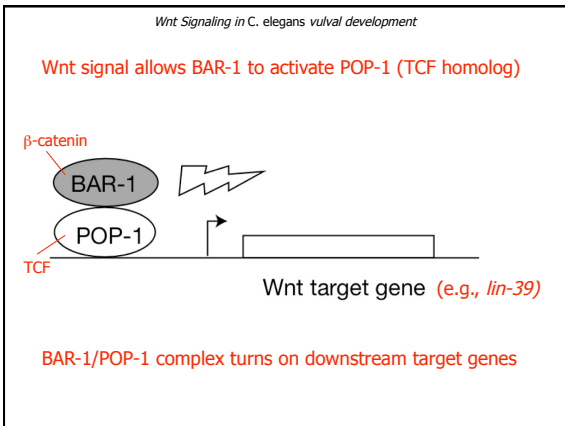 Wnt Signaling in C. elegans vulval development
Wnt signal allows BAR-1 to activate POP-1 (TCF homolog)
β-catenin
BAR-1
POP-1
TCF
Wnt target gene (e.g., lin-39)
BAR-1/POP-1 complex turns on downstream target genes